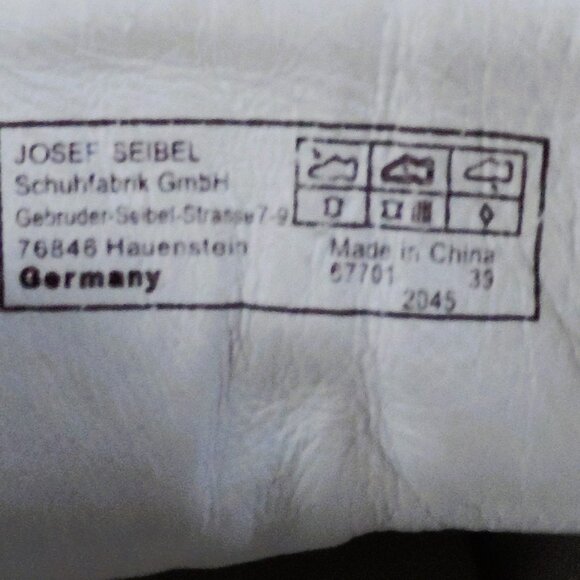 JOSEF SEIBEL
Schuhfabrik GmbH
Gebruder-Seibel-Strasse 7-9
76846 Hauenstein
Germany
Made in China
67701 39
2045